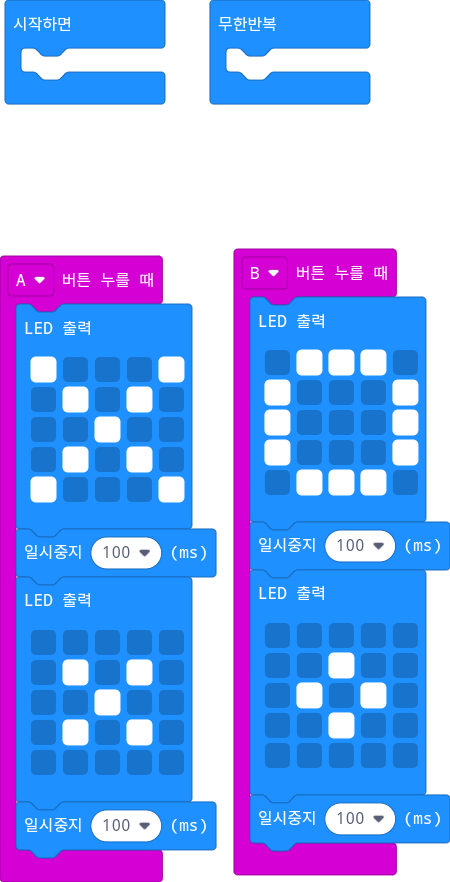 시작하면
무한반복
A 버튼 누를 때
LED 출력
일시중지 100 (ms)
LED 출력
일시중지 100 (ms)
B 버튼 누를 때
LED 출력
일시중지 100 (ms)
LED 출력
일시중지 100 (ms)